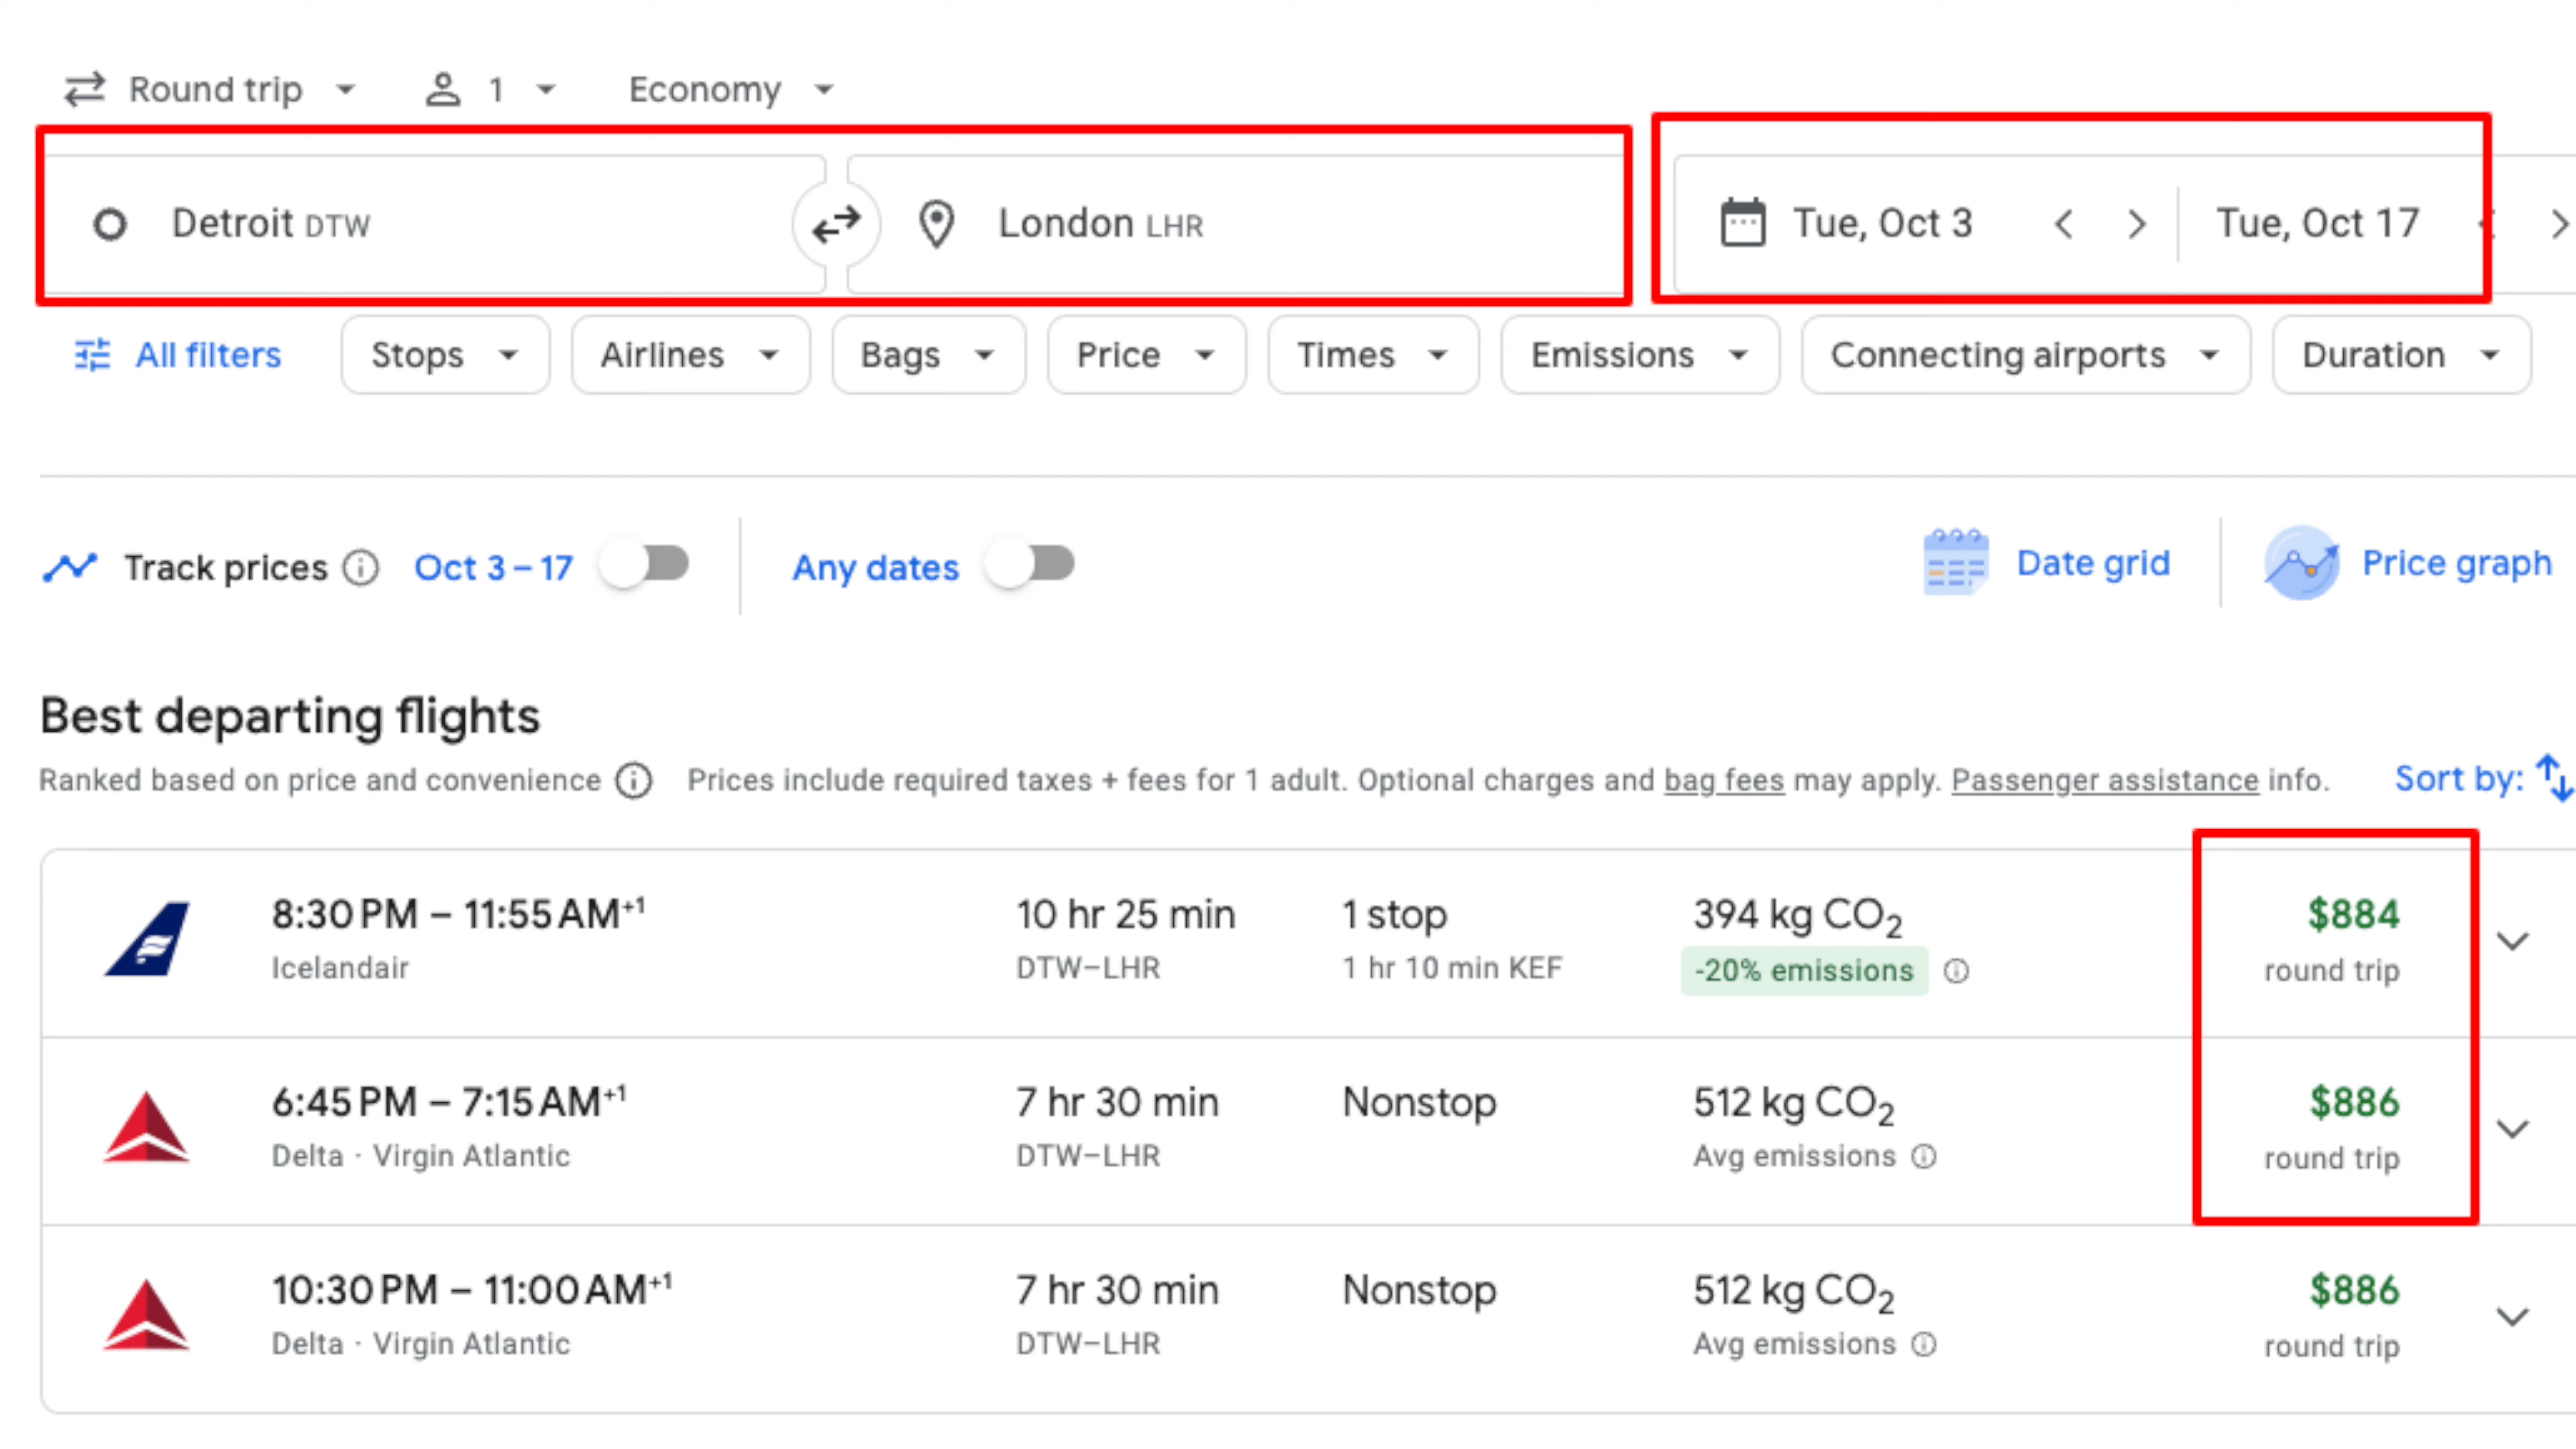 Round trip 1 Economy
Detroit DTW London LHR Tue, Oct 3 Tue, Oct 17
All filters Stops Airlines Bags Price Times Emissions Connecting airports Duration
Track prices Oct 3 – 17 Any dates Date grid Price graph
Best departing flights
Ranked based on price and convenience Prices include required taxes + fees for 1 adult. Optional charges and bag fees may apply. Passenger assistance info. Sort by:
8:30 PM – 11:55 AM+1 10 hr 25 min 1 stop 394 kg CO2 $884
Icelandair DTW–LHR 1 hr 10 min KEF -20% emissions round trip
6:45 PM – 7:15 AM+1 7 hr 30 min Nonstop 512 kg CO2 $886
Delta · Virgin Atlantic DTW–LHR Avg emissions round trip
10:30 PM – 11:00 AM+1 7 hr 30 min Nonstop 512 kg CO2 $886
Delta · Virgin Atlantic DTW–LHR Avg emissions round trip